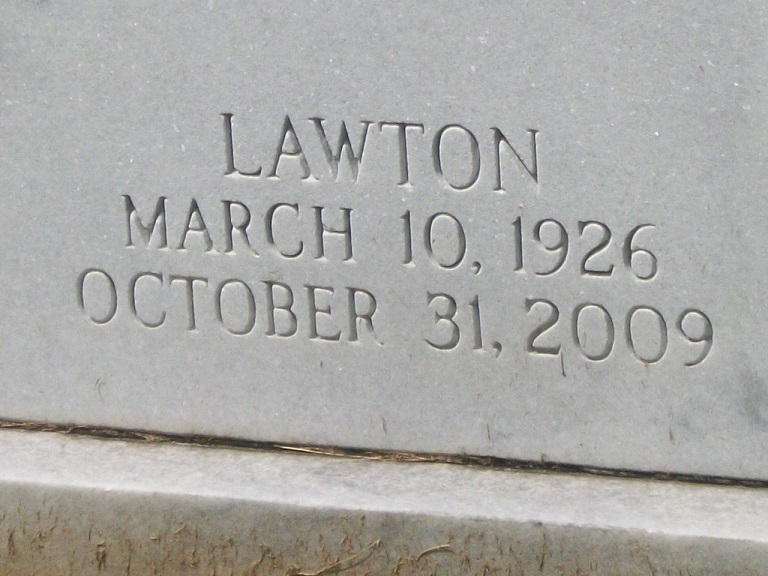 LAWTON
MARCH 10, 1926
OCTOBER 31, 2009